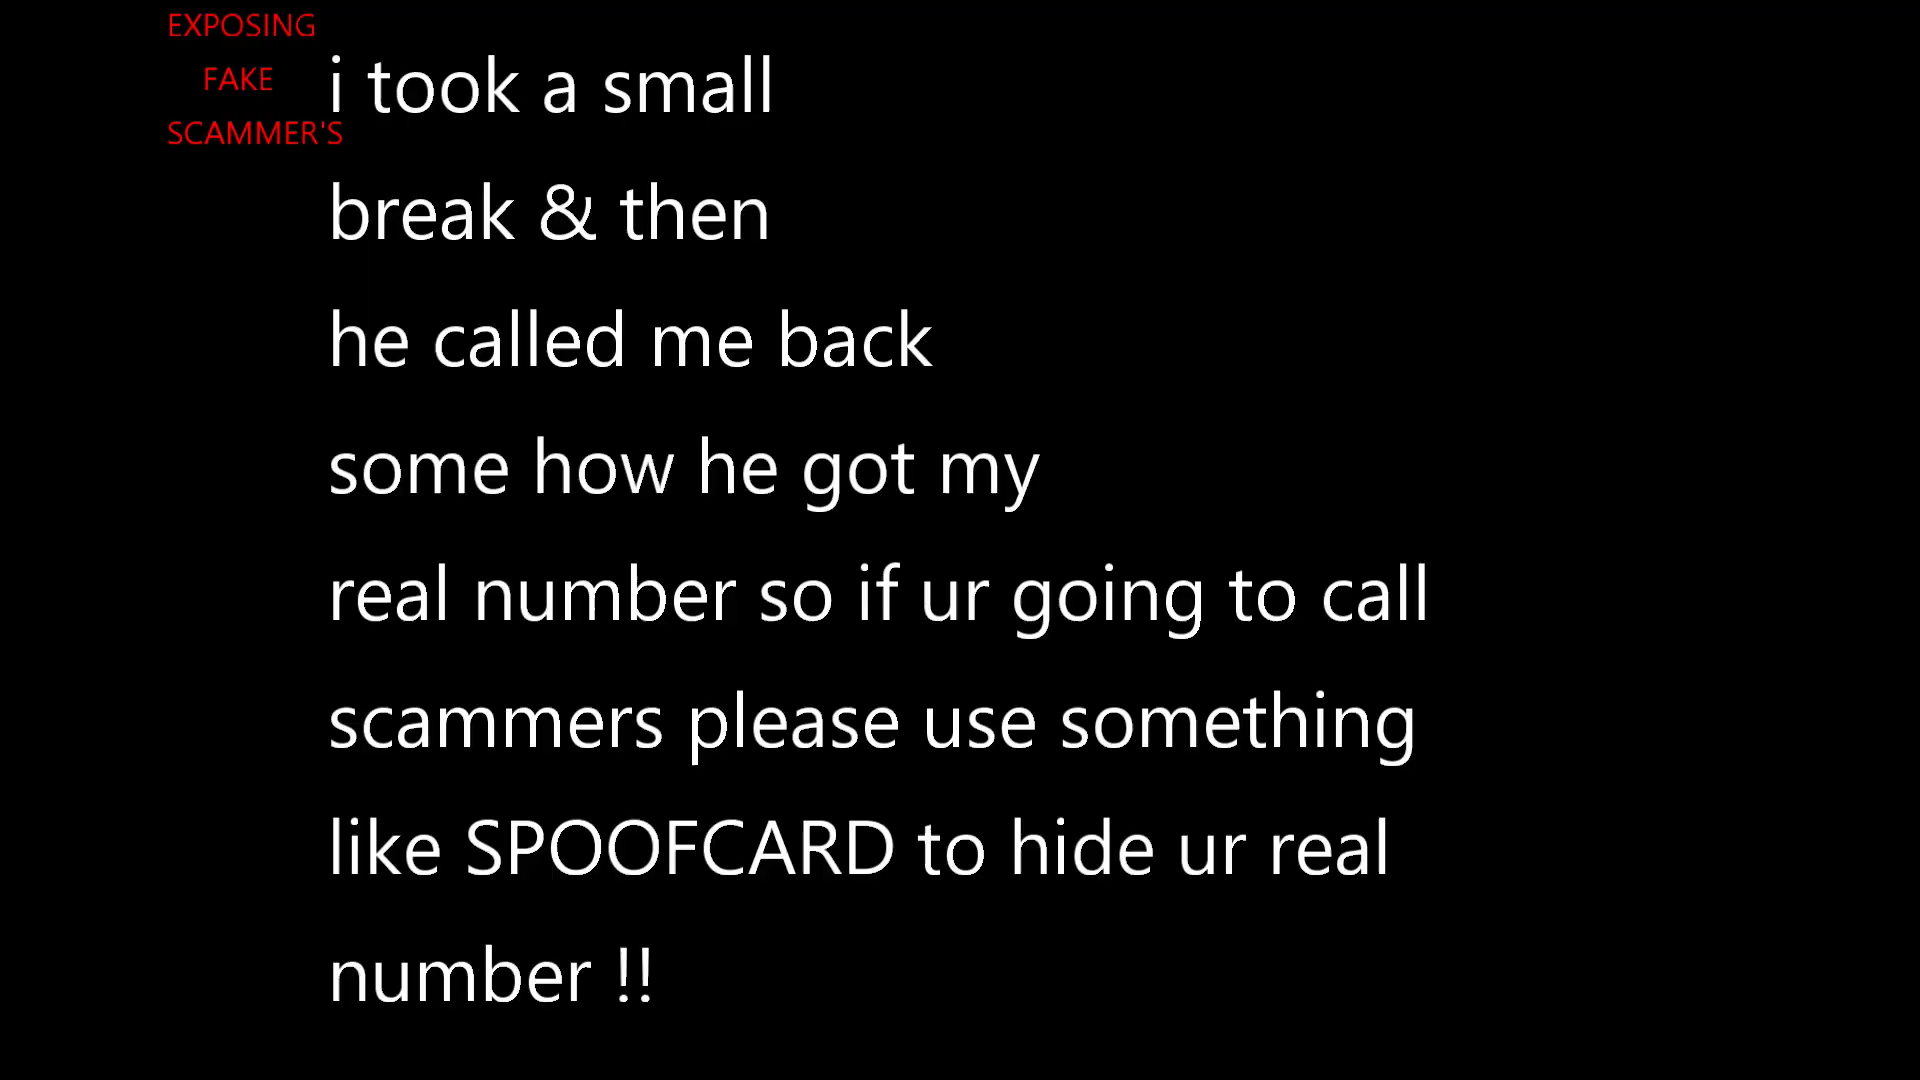 EXPOSING
FAKE
SCAMMER'S
i took a small
break & then
he called me back
some how he got my
real number so if ur going to call
scammers please use something
like SPOOFCARD to hide ur real
number !!